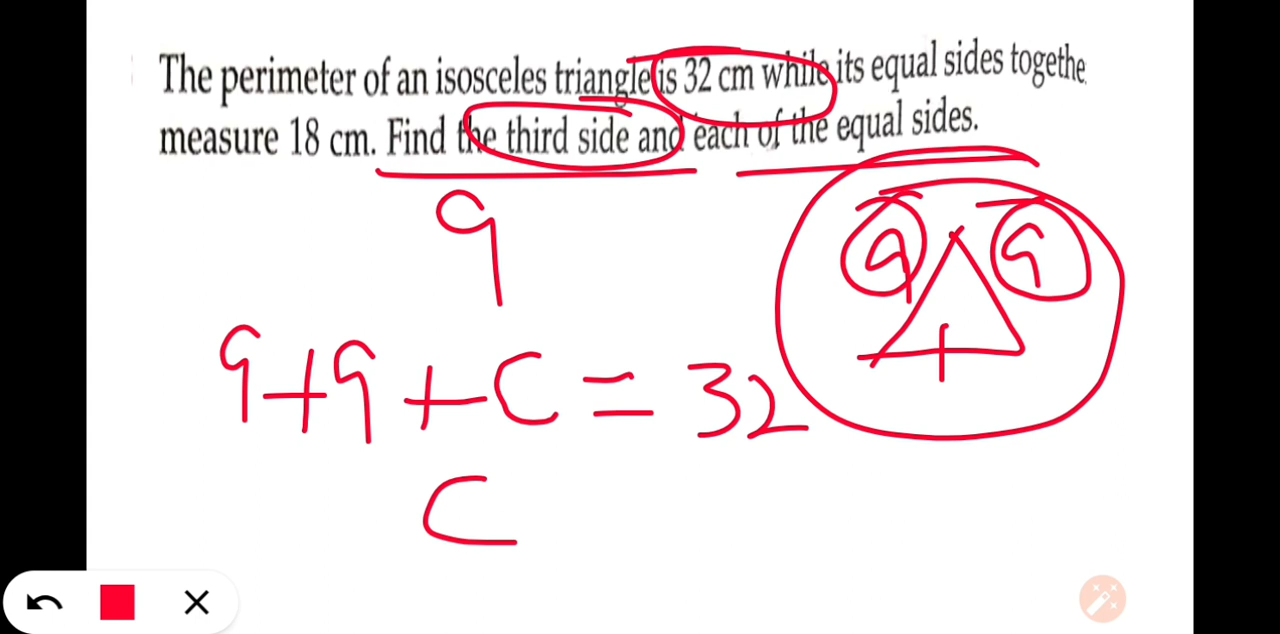 The perimeter of an isosceles triangle is 32 cm while its equal sides togethe
measure 18 cm. Find the third side and each of the equal sides.
9
9 9
9+9+C=32
C